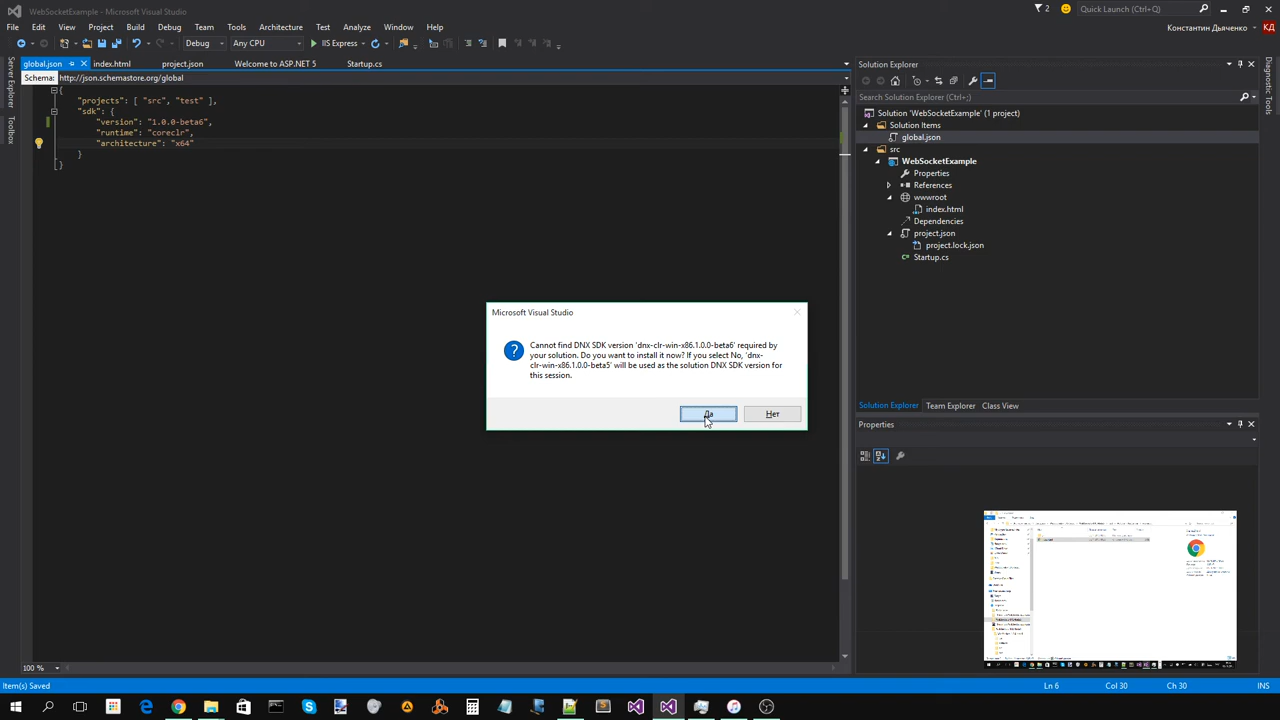 WebSocketExample - Microsoft Visual Studio
2
Quick Launch (Ctrl+;)
File Edit View Project Build Debug Team Tools Architecture Analyze Window Help
Константин Дьяченко КД
Debug Any CPU IIS Express
global.json index.html project.json Welcome to ASP.NET 5 Startup.cs
Schema: http://json.schemastore.org/global
Server Explorer
Toolbox
{
"projects": [ "src", "test" ],
"sdk": {
"version": "1.0.0-beta6",
"runtime": "coreclr",
"architecture": "x64"
}
}
Solution Explorer
Search Solution Explorer (Ctrl+;)
Solution 'WebSocketExample' (1 project)
Solution Items
global.json
src
WebSocketExample
Properties
References
wwwroot
index.html
Dependencies
project.json
project.lock.json
Startup.cs
Diagnostic Tools
Microsoft Visual Studio
Cannot find DNX SDK version 'dnx-clr-win-x86.1.0.0-beta6' required by
your solution. Do you want to install it now? If you select No, 'dnx-
clr-win-x86.1.0.0-beta5' will be used as the solution DNX SDK version for
this session.
Да Нет
Solution Explorer Team Explorer Class View
Properties
100 %
Item(s) Saved Ln 6 Col 30 Ch 30 INS